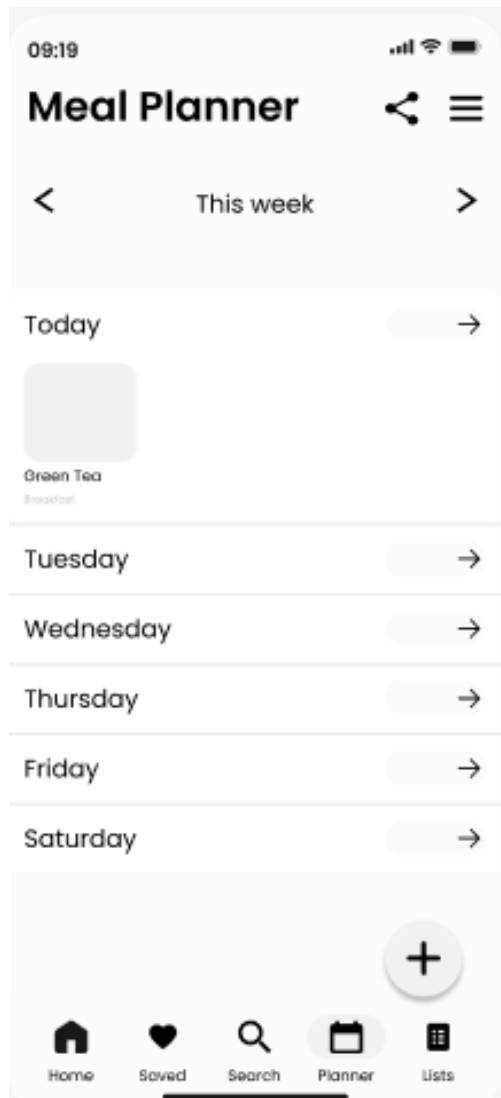 09:19
Meal Planner
This week
Today
Green Tea
Breakfast
Tuesday
Wednesday
Thursday
Friday
Saturday
Home Saved Search Planner Lists